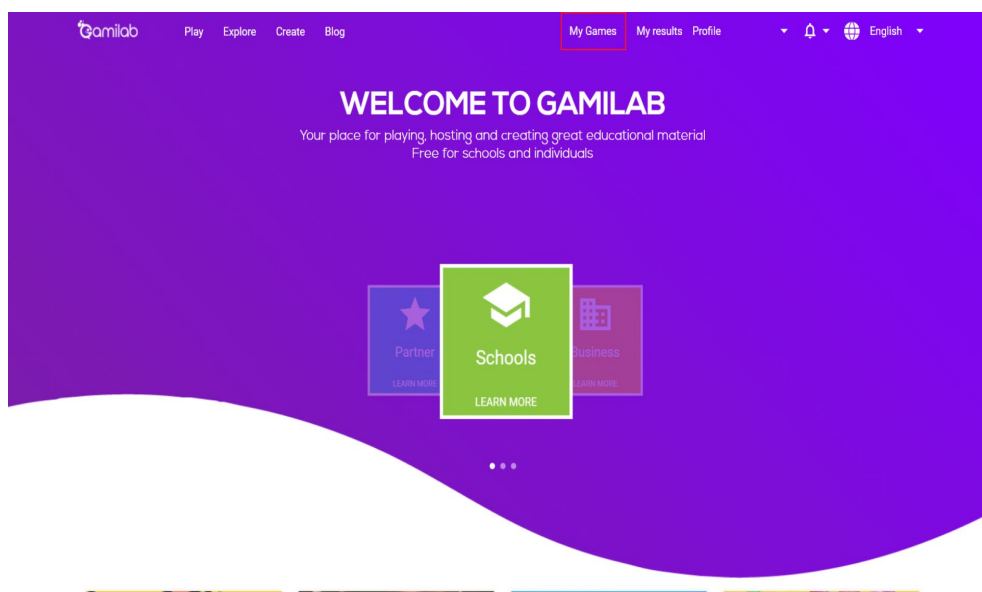 Gamilab Play Explore Create Blog My Games My results Profile English
WELCOME TO GAMILAB
Your place for playing, hosting and creating great educational material
Free for schools and individuals
Partner
LEARN MORE
Schools
LEARN MORE
Business
LEARN MORE